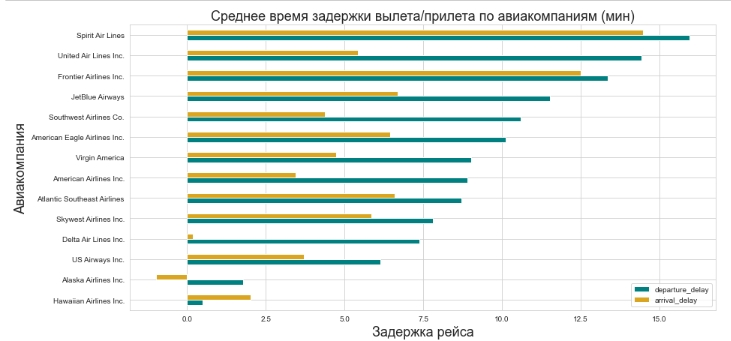 Среднее время задержки вылета/прилета по авиакомпаниям (мин)
Авиакомпания
Spirit Air Lines
United Air Lines Inc.
Frontier Airlines Inc.
JetBlue Airways
Southwest Airlines Co.
American Eagle Airlines Inc.
Virgin America
American Airlines Inc.
Atlantic Southeast Airlines
Skywest Airlines Inc.
Delta Air Lines Inc.
US Airways Inc.
Alaska Airlines Inc.
Hawaiian Airlines Inc.
departure_delay
arrival_delay
0.0 2.5 5.0 7.5 10.0 12.5 15.0
Задержка рейса